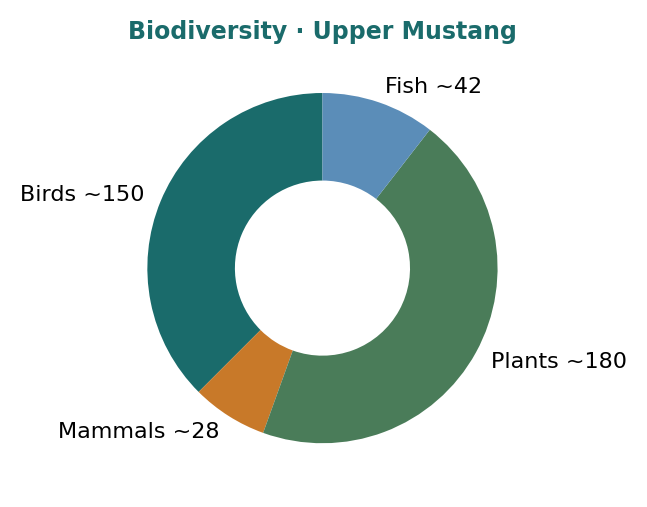 Biodiversity · Upper Mustang
Fish ~42
Birds ~150
Plants ~180
Mammals ~28